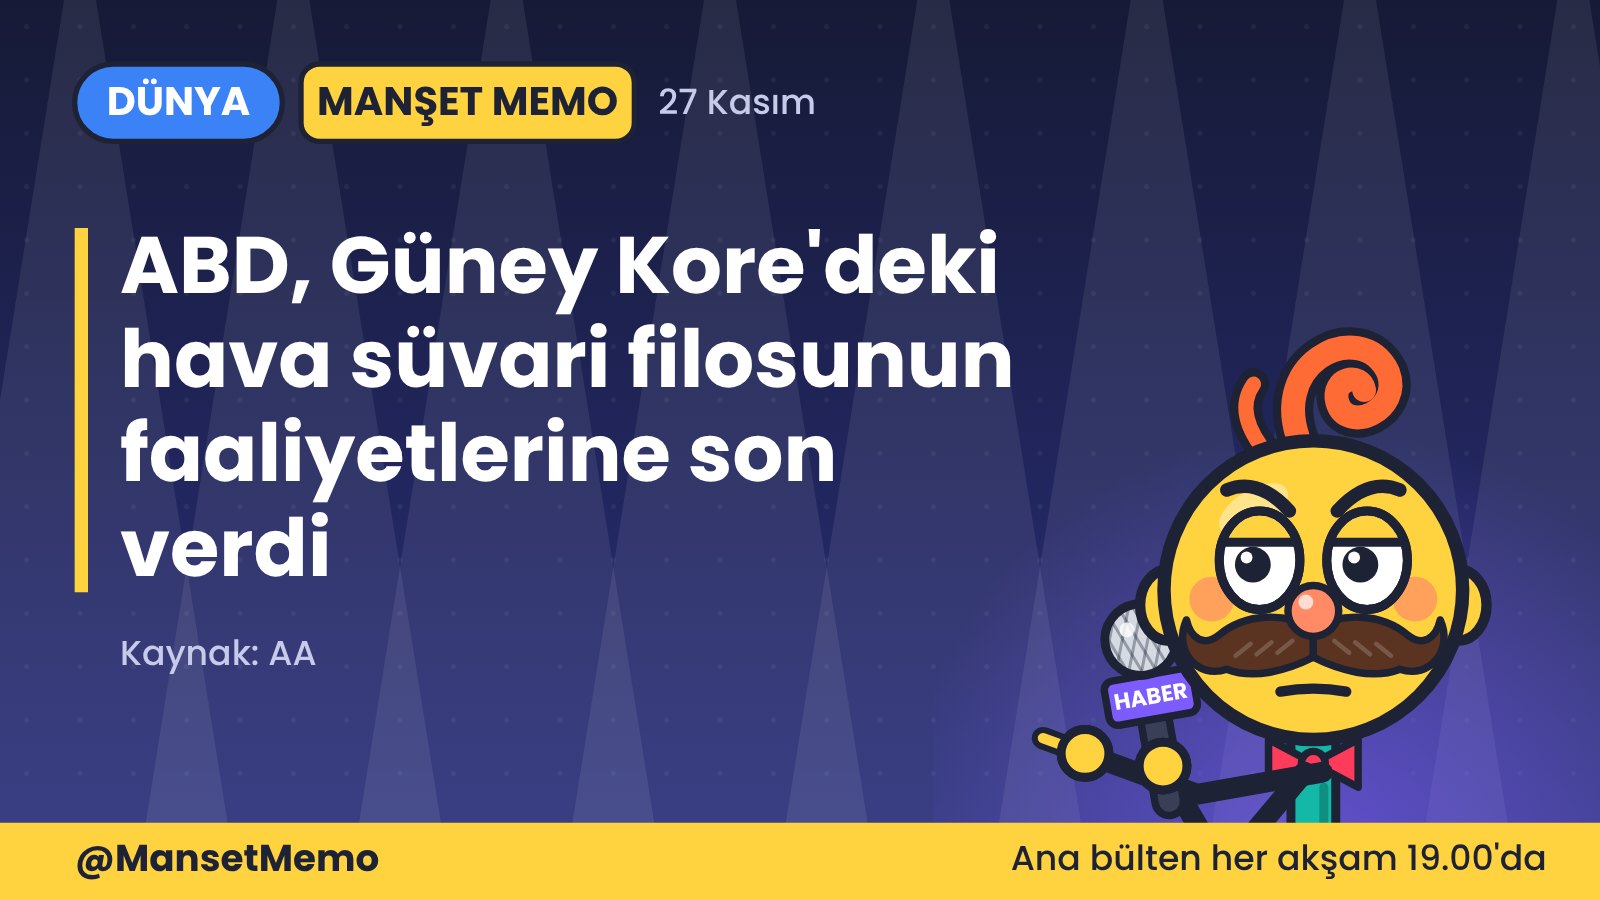 DÜNYA
MANŞET MEMO
27 Kasım
ABD, Güney Kore'deki
hava süvari filosunun
faaliyetlerine son
verdi
Kaynak: AA
HABER
@MansetMemo
Ana bülten her akşam 19.00'da